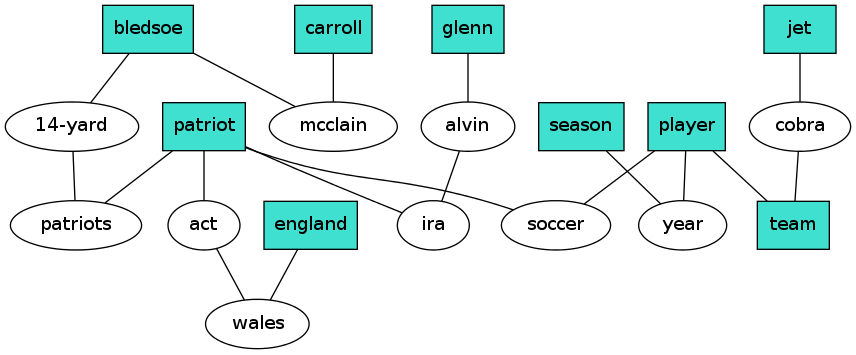 bledsoe carroll glenn jet
14-yard patriot mcclain alvin season player cobra
patriots act england ira soccer year team
wales